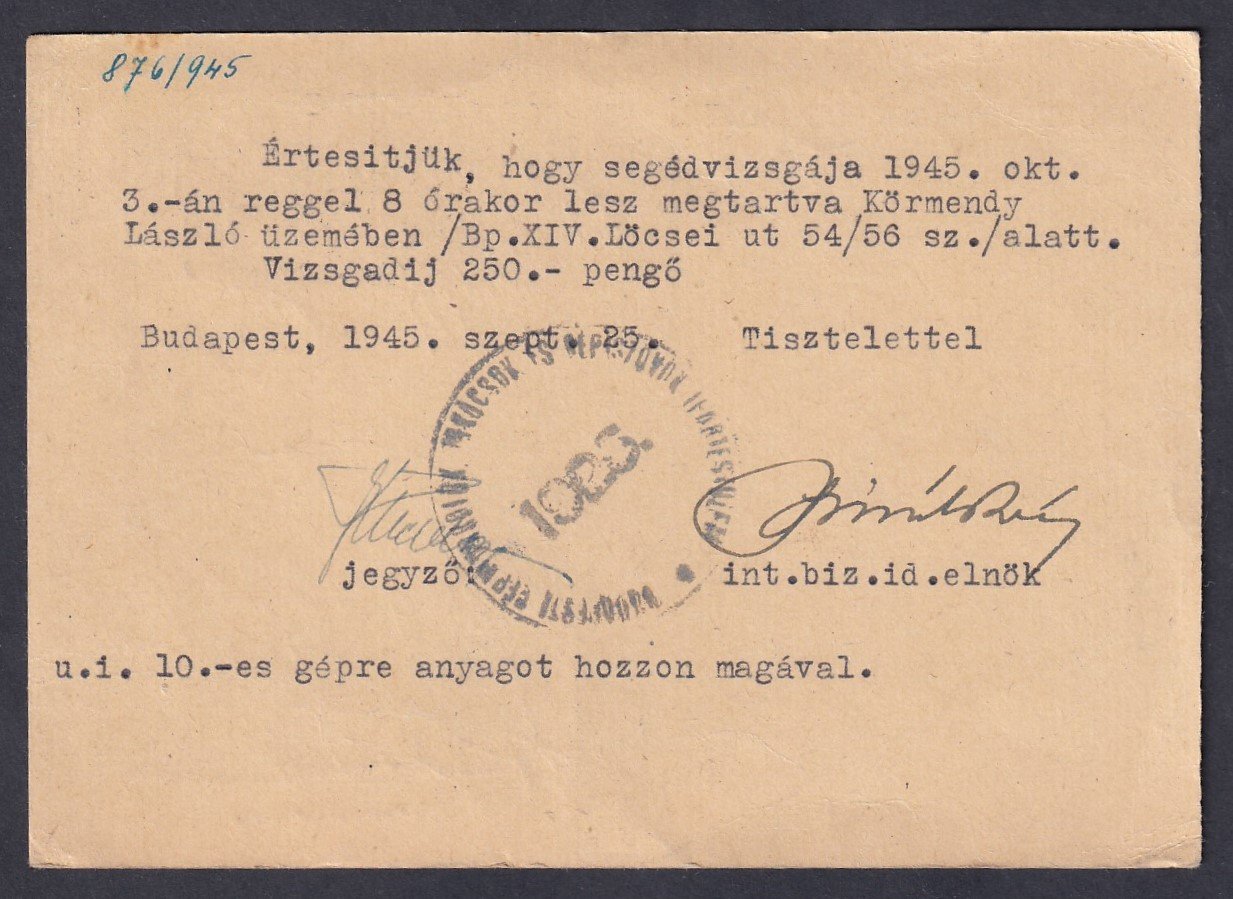 876/945
Értesitjük, hogy segédvizsgája 1945. okt.
3.-án reggel 8 órakor lesz megtartva Körmendy
László üzemében /Bp.XIV.Löcsei ut 54/56 sz./alatt.
Vizsgadij 250.- pengő
Budapest, 1945. szept. 25. Tisztelettel
TAKÁCSOK ÉS
jegyző: int.biz.id.elnök
u.i. 10.-es gépre anyagot hozzon magával.